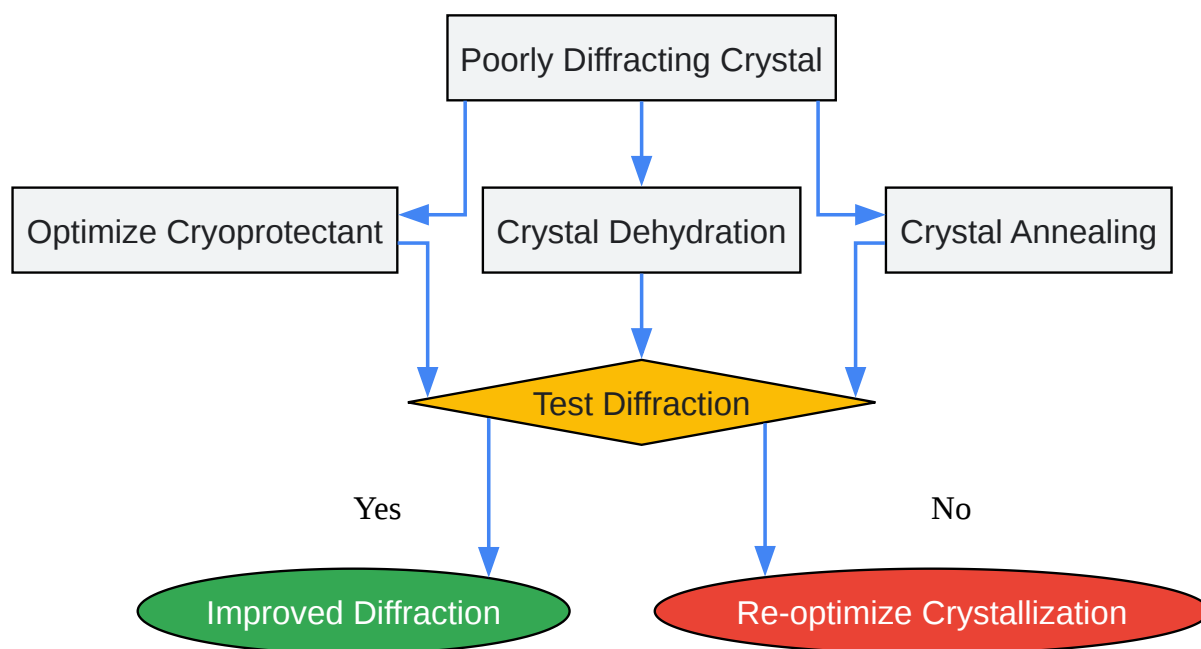 Poorly Diffracting Crystal
Optimize Cryoprotectant
Crystal Dehydration
Crystal Annealing
Test Diffraction
Yes
No
Improved Diffraction
Re-optimize Crystallization